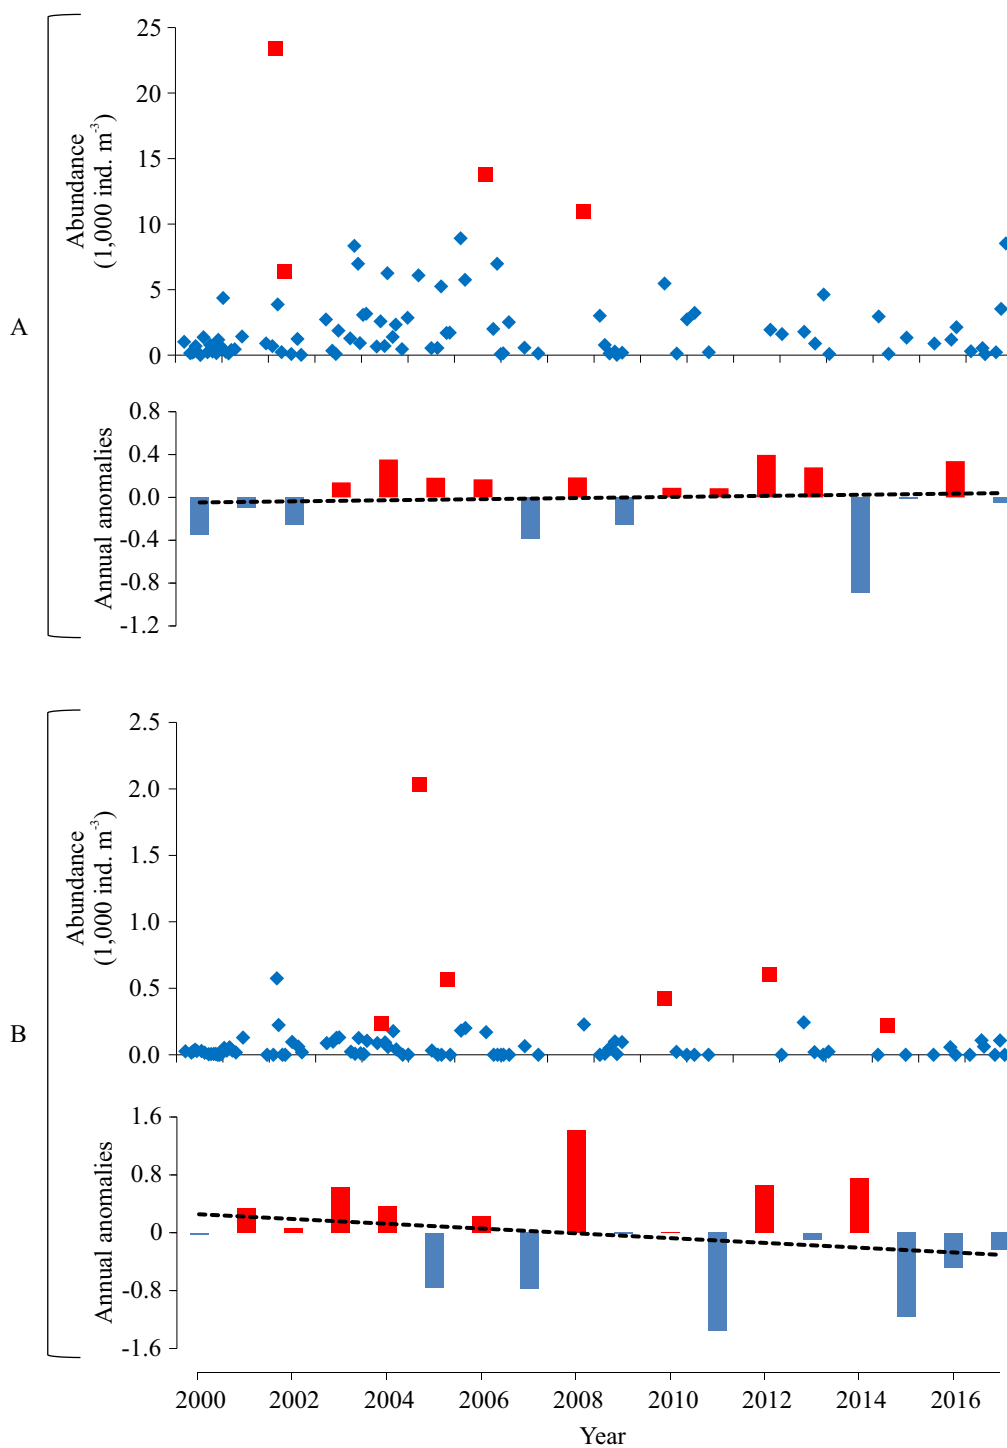 A
Abundance
(1,000 ind. m-3)
25
20
15
10
5
0
Annual anomalies
0.8
0.4
0.0
-0.4
-0.8
-1.2
B
Abundance
(1,000 ind. m-3)
2.5
2.0
1.5
1.0
0.5
0.0
Annual anomalies
1.6
0.8
0
-0.8
-1.6
2000 2002 2004 2006 2008 2010 2012 2014 2016
Year